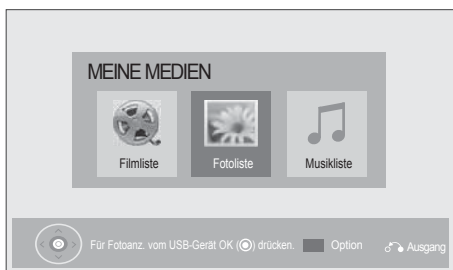 MEINE MEDIEN
Filmliste
Fotoliste
Musikliste
Für Fotoanz. vom USB-Gerät OK (◉) drücken. Option Ausgang